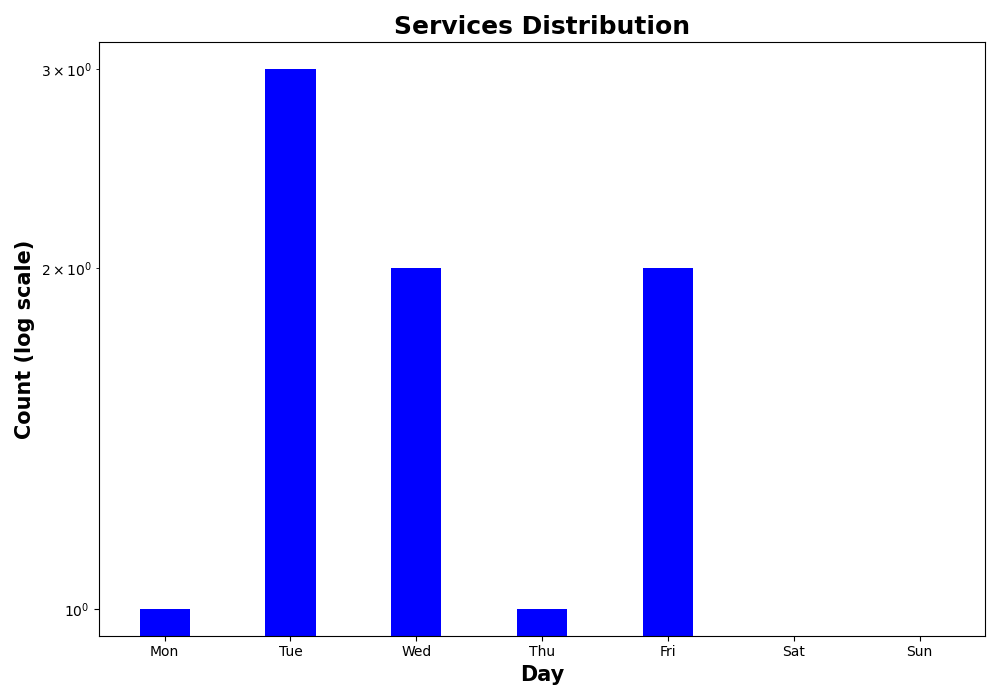 Services Distribution
Count (log scale)
3 × 10⁰
2 × 10⁰
10⁰
Mon Tue Wed Thu Fri Sat Sun
Day